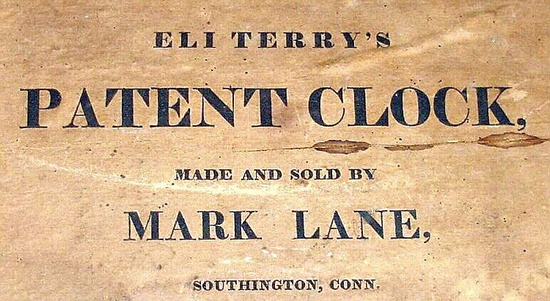 ELI TERRY'S
PATENT CLOCK,
MADE AND SOLD BY
MARK LANE,
SOUTHINGTON, CONN.